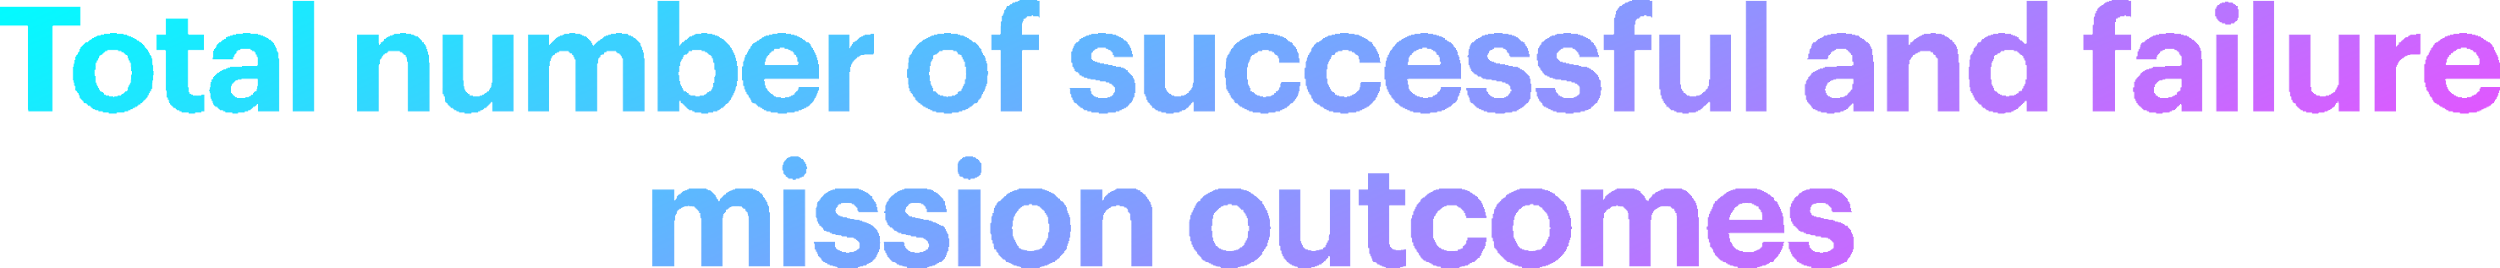 Total number of successful and failure
mission outcomes